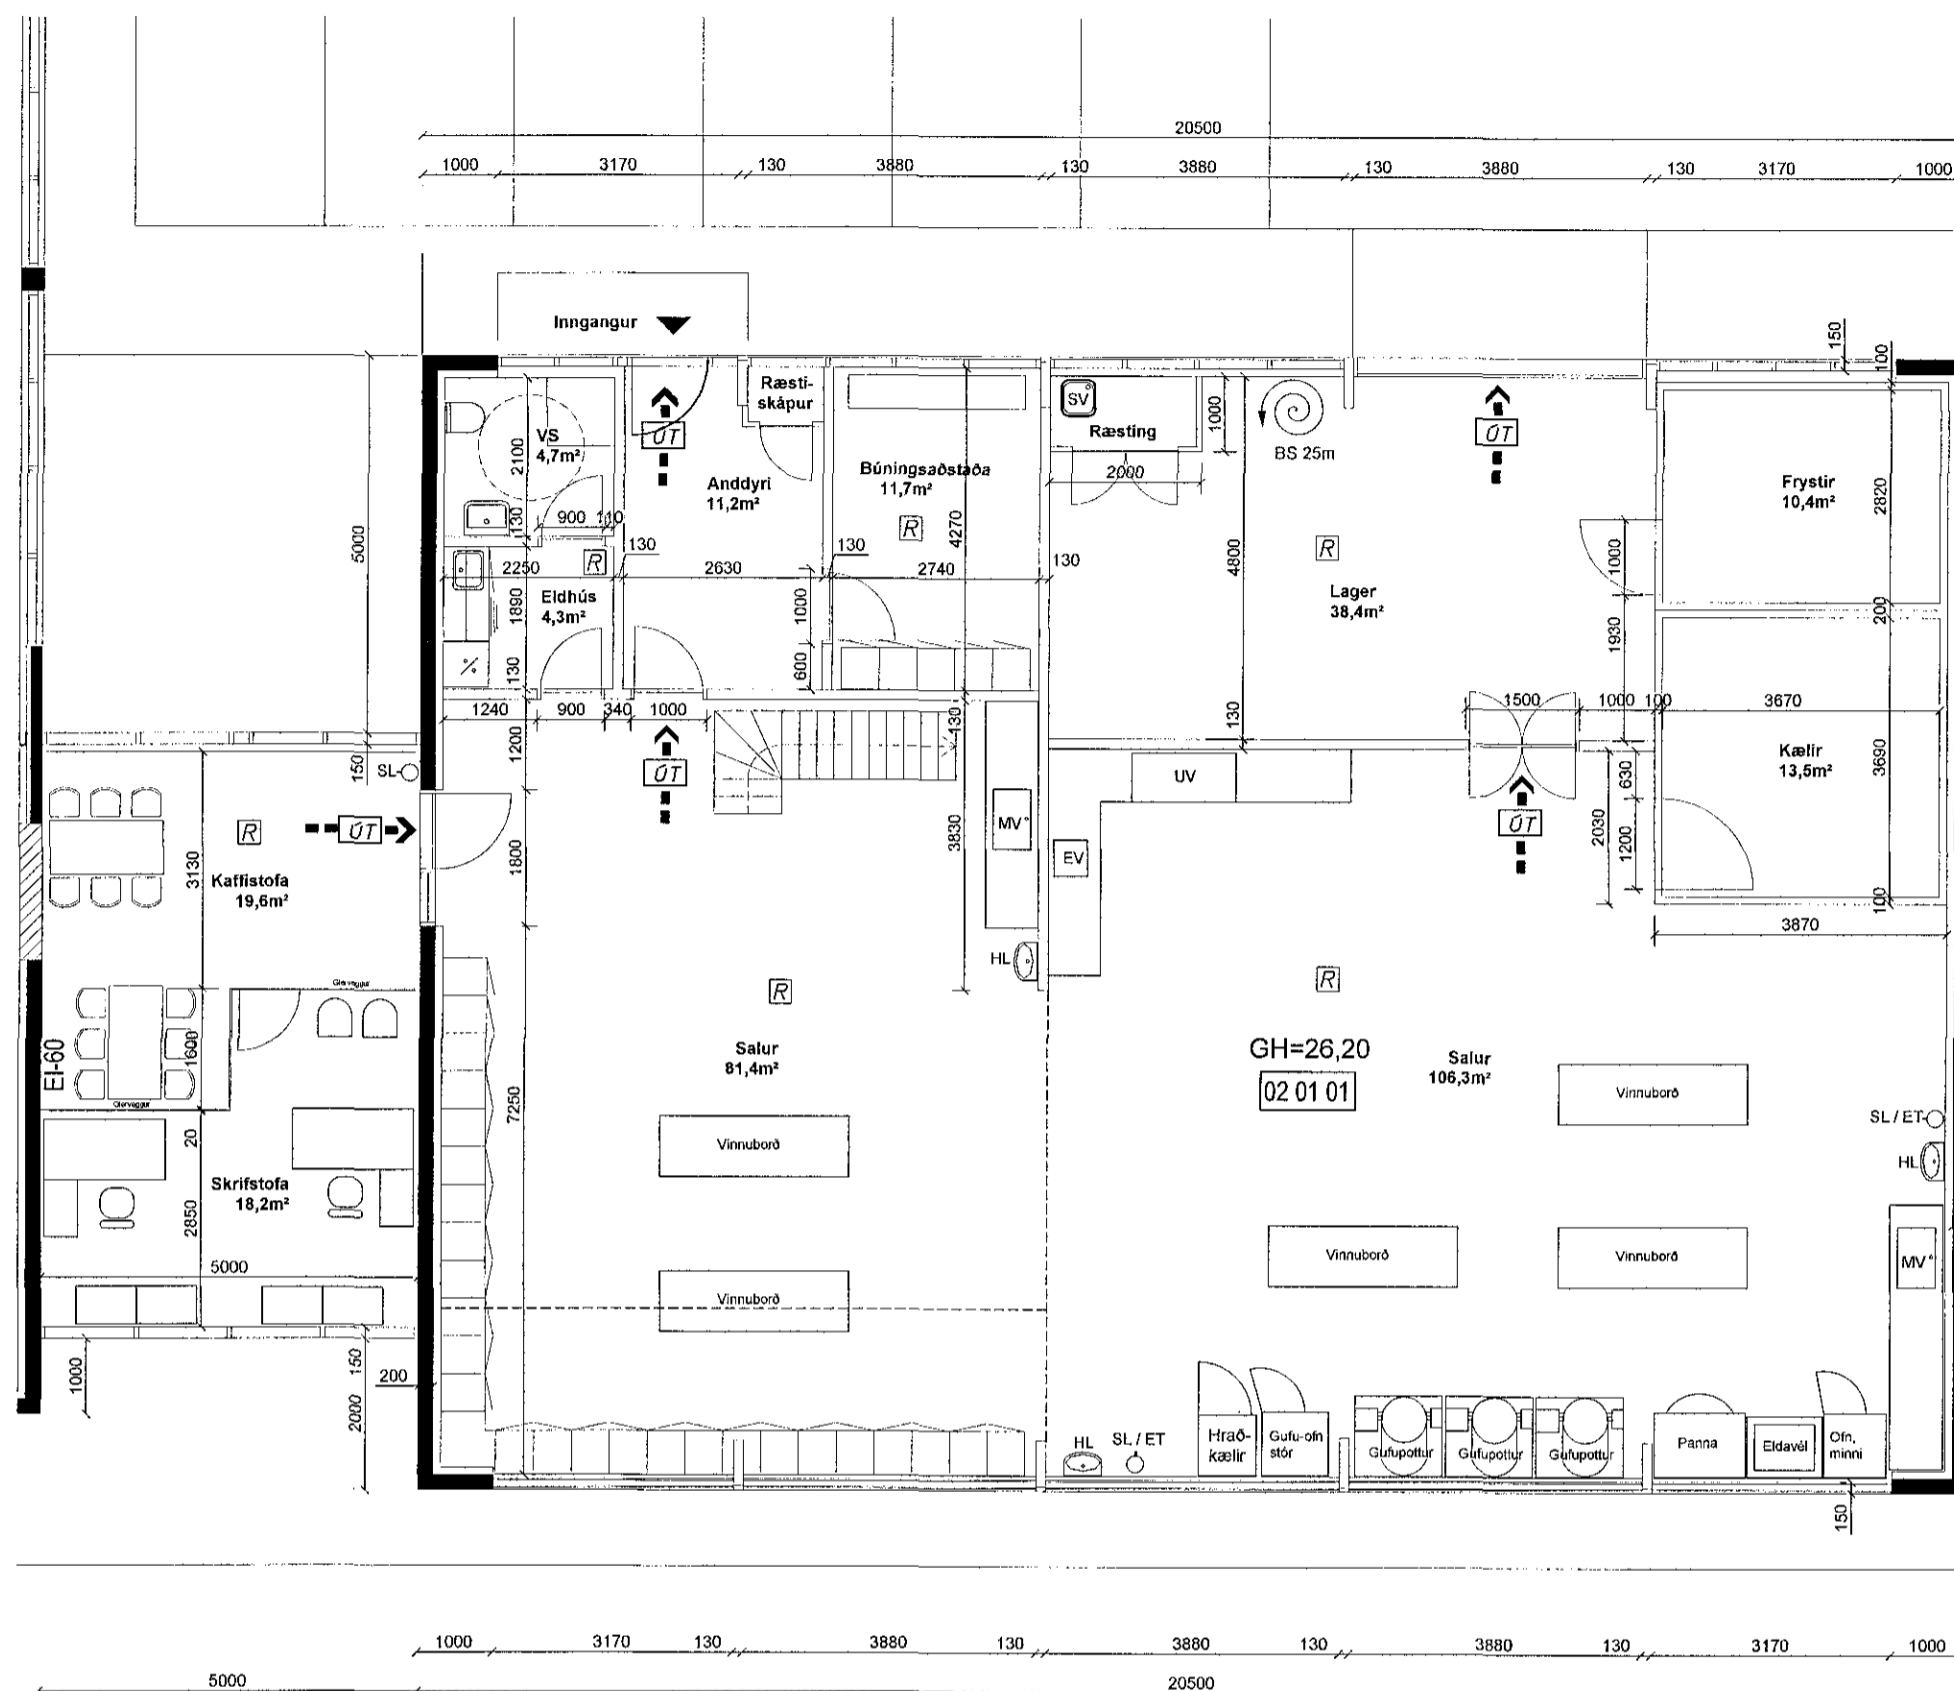 20500
1000 3170 130 3880 130 3880 130 3880 130 3170 1000
Inngangur
150
100
Ræsti-
skápur
SV
Ræsting
1000
BS 25m
ÚT
ÚT
VS
4,7m²
2100
Anddyri
11,2m²
Búningsaðstaða
11,7m²
2000
Frystir
10,4m²
2820
130
900 110
R
4270
5000
130
130
130
2250
R
2630
2740
4800
R
1000
Eldhús
4,3m²
1890
1000
Lager
38,4m²
200
1930
%
130
600
1240 900 340 1000
130
130
1500 1000 100 3670
1200
150
SL
ÚT
UV
Kælir
13,5m²
3690
630
R
ÚT
MV
EV
ÚT
2030
1200
3130
1800
3830
Kaffistofa
19,6m²
100
3870
HL
Glerveggur
R
R
EI-60
1600
Salur
81,4m²
GH=26,20
02 01 01
Salur
106,3m²
Vinnuborð
Glerveggur
7250
SL / ET
20
Vinnuborð
HL
Skrifstofa
18,2m²
2850
Vinnuborð
Vinnuborð
MV
5000
Vinnuborð
1000
150
200
2000
HL
SL / ET
Hrað-
kælir
Gufu-ofn
stór
Gufupottur
Gufupottur
Gufupottur
Panna
Eldavél
Ofn,
minni
150
1000 3170 130 3880 130 3880 130 3880 130 3170 1000
5000 20500